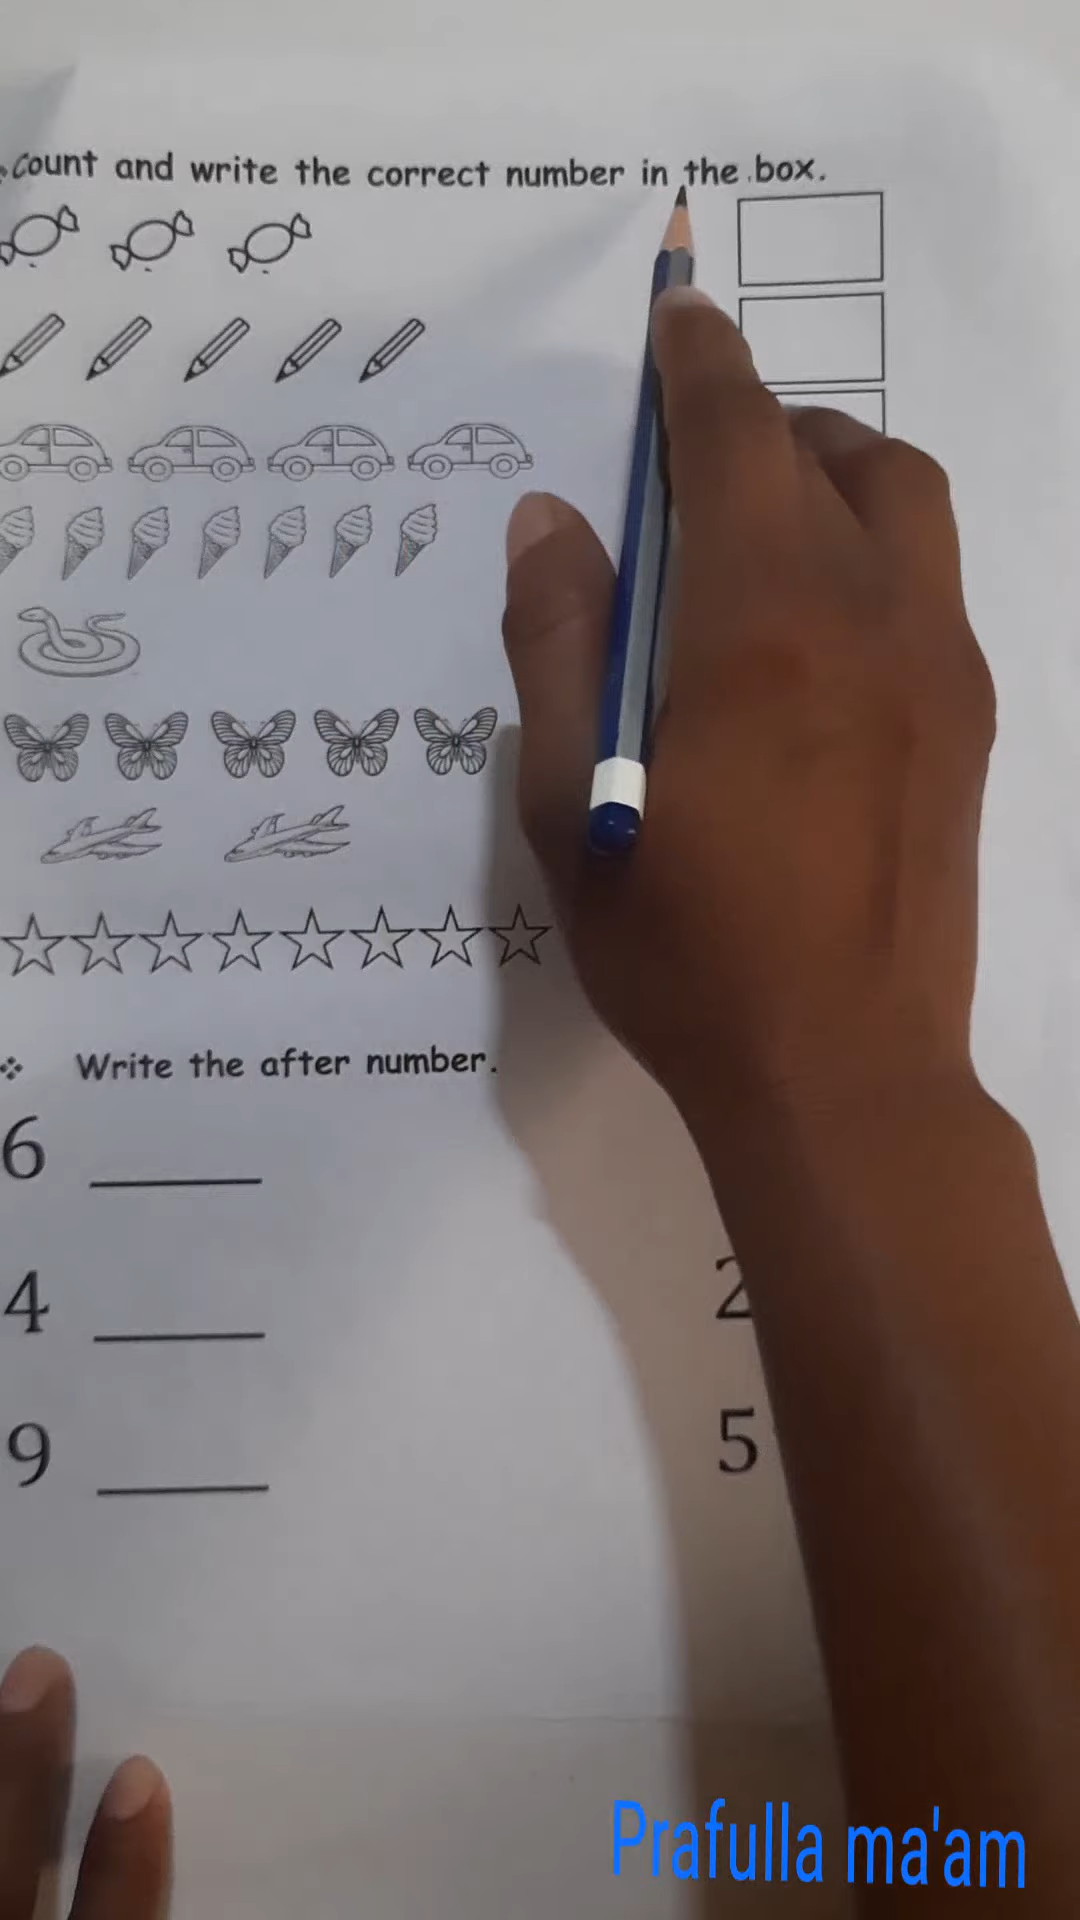 Count and write the correct number in the box.
Write the after number.
6
4
2
9
5
Prafulla ma'am